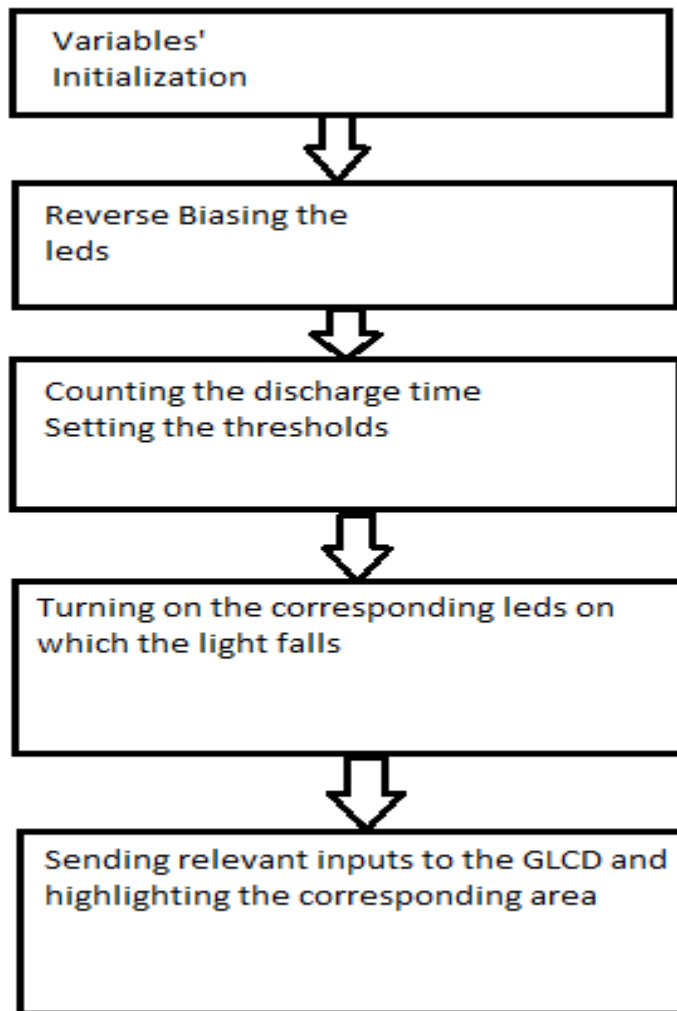 Variables'
Initialization
Reverse Biasing the
leds
Counting the discharge time
Setting the thresholds
Turning on the corresponding leds on
which the light falls
Sending relevant inputs to the GLCD and
highlighting the corresponding area